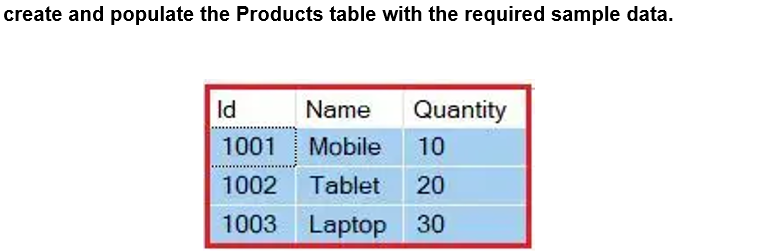 create and populate the Products table with the required sample data.
Id Name Quantity
1001 Mobile 10
1002 Tablet 20
1003 Laptop 30